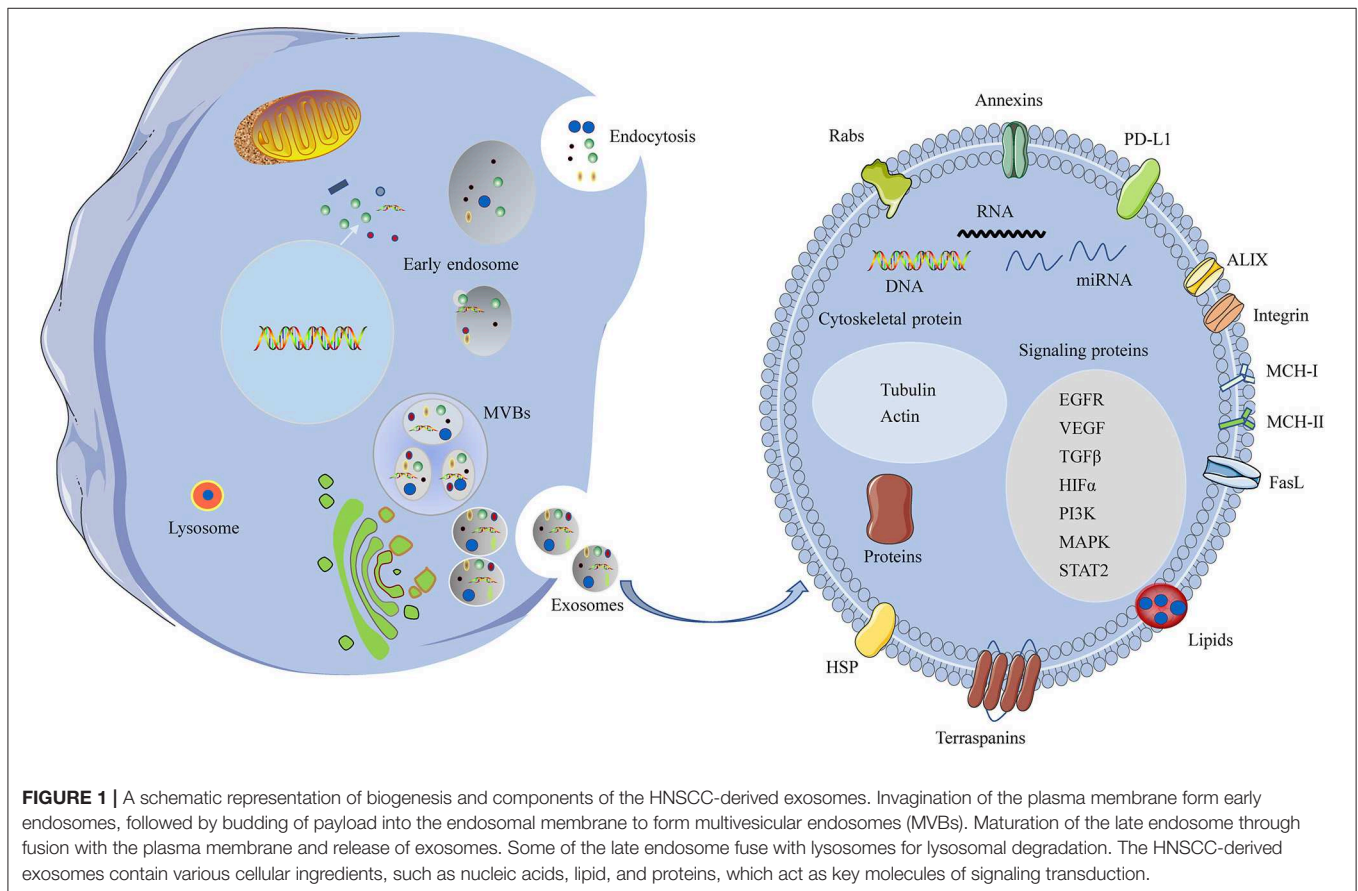 Endocytosis
Early endosome
MVBs
Lysosome
Exosomes
Annexins
Rabs
PD-L1
RNA
DNA
miRNA
ALIX
Cytoskeletal protein
Integrin
Signaling proteins
MCH-I
Tubulin
Actin
EGFR
VEGF
TGFβ
HIFα
PI3K
MAPK
STAT2
MCH-II
FasL
Proteins
Lipids
HSP
Terraspanins
FIGURE 1 | A schematic representation of biogenesis and components of the HNSCC-derived exosomes. Invagination of the plasma membrane form early
endosomes, followed by budding of payload into the endosomal membrane to form multivesicular endosomes (MVBs). Maturation of the late endosome through
fusion with the plasma membrane and release of exosomes. Some of the late endosome fuse with lysosomes for lysosomal degradation. The HNSCC-derived
exosomes contain various cellular ingredients, such as nucleic acids, lipid, and proteins, which act as key molecules of signaling transduction.